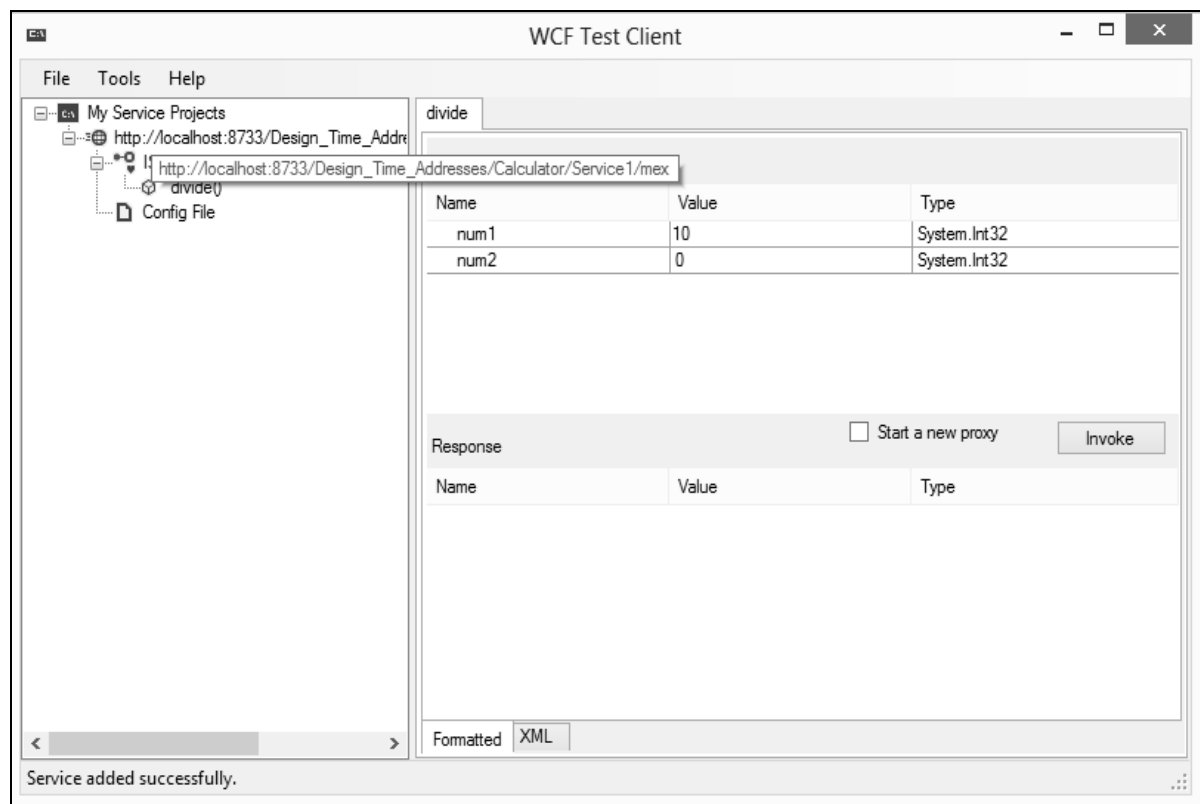 WCF Test Client
File Tools Help
My Service Projects
http://localhost:8733/Design_Time_Addre
http://localhost:8733/Design_Time_Addresses/Calculator/Service1/mex
divide()
Config File
divide
Name Value Type
num1 10 System.Int32
num2 0 System.Int32
Response Start a new proxy Invoke
Name Value Type
Formatted XML
Service added successfully.